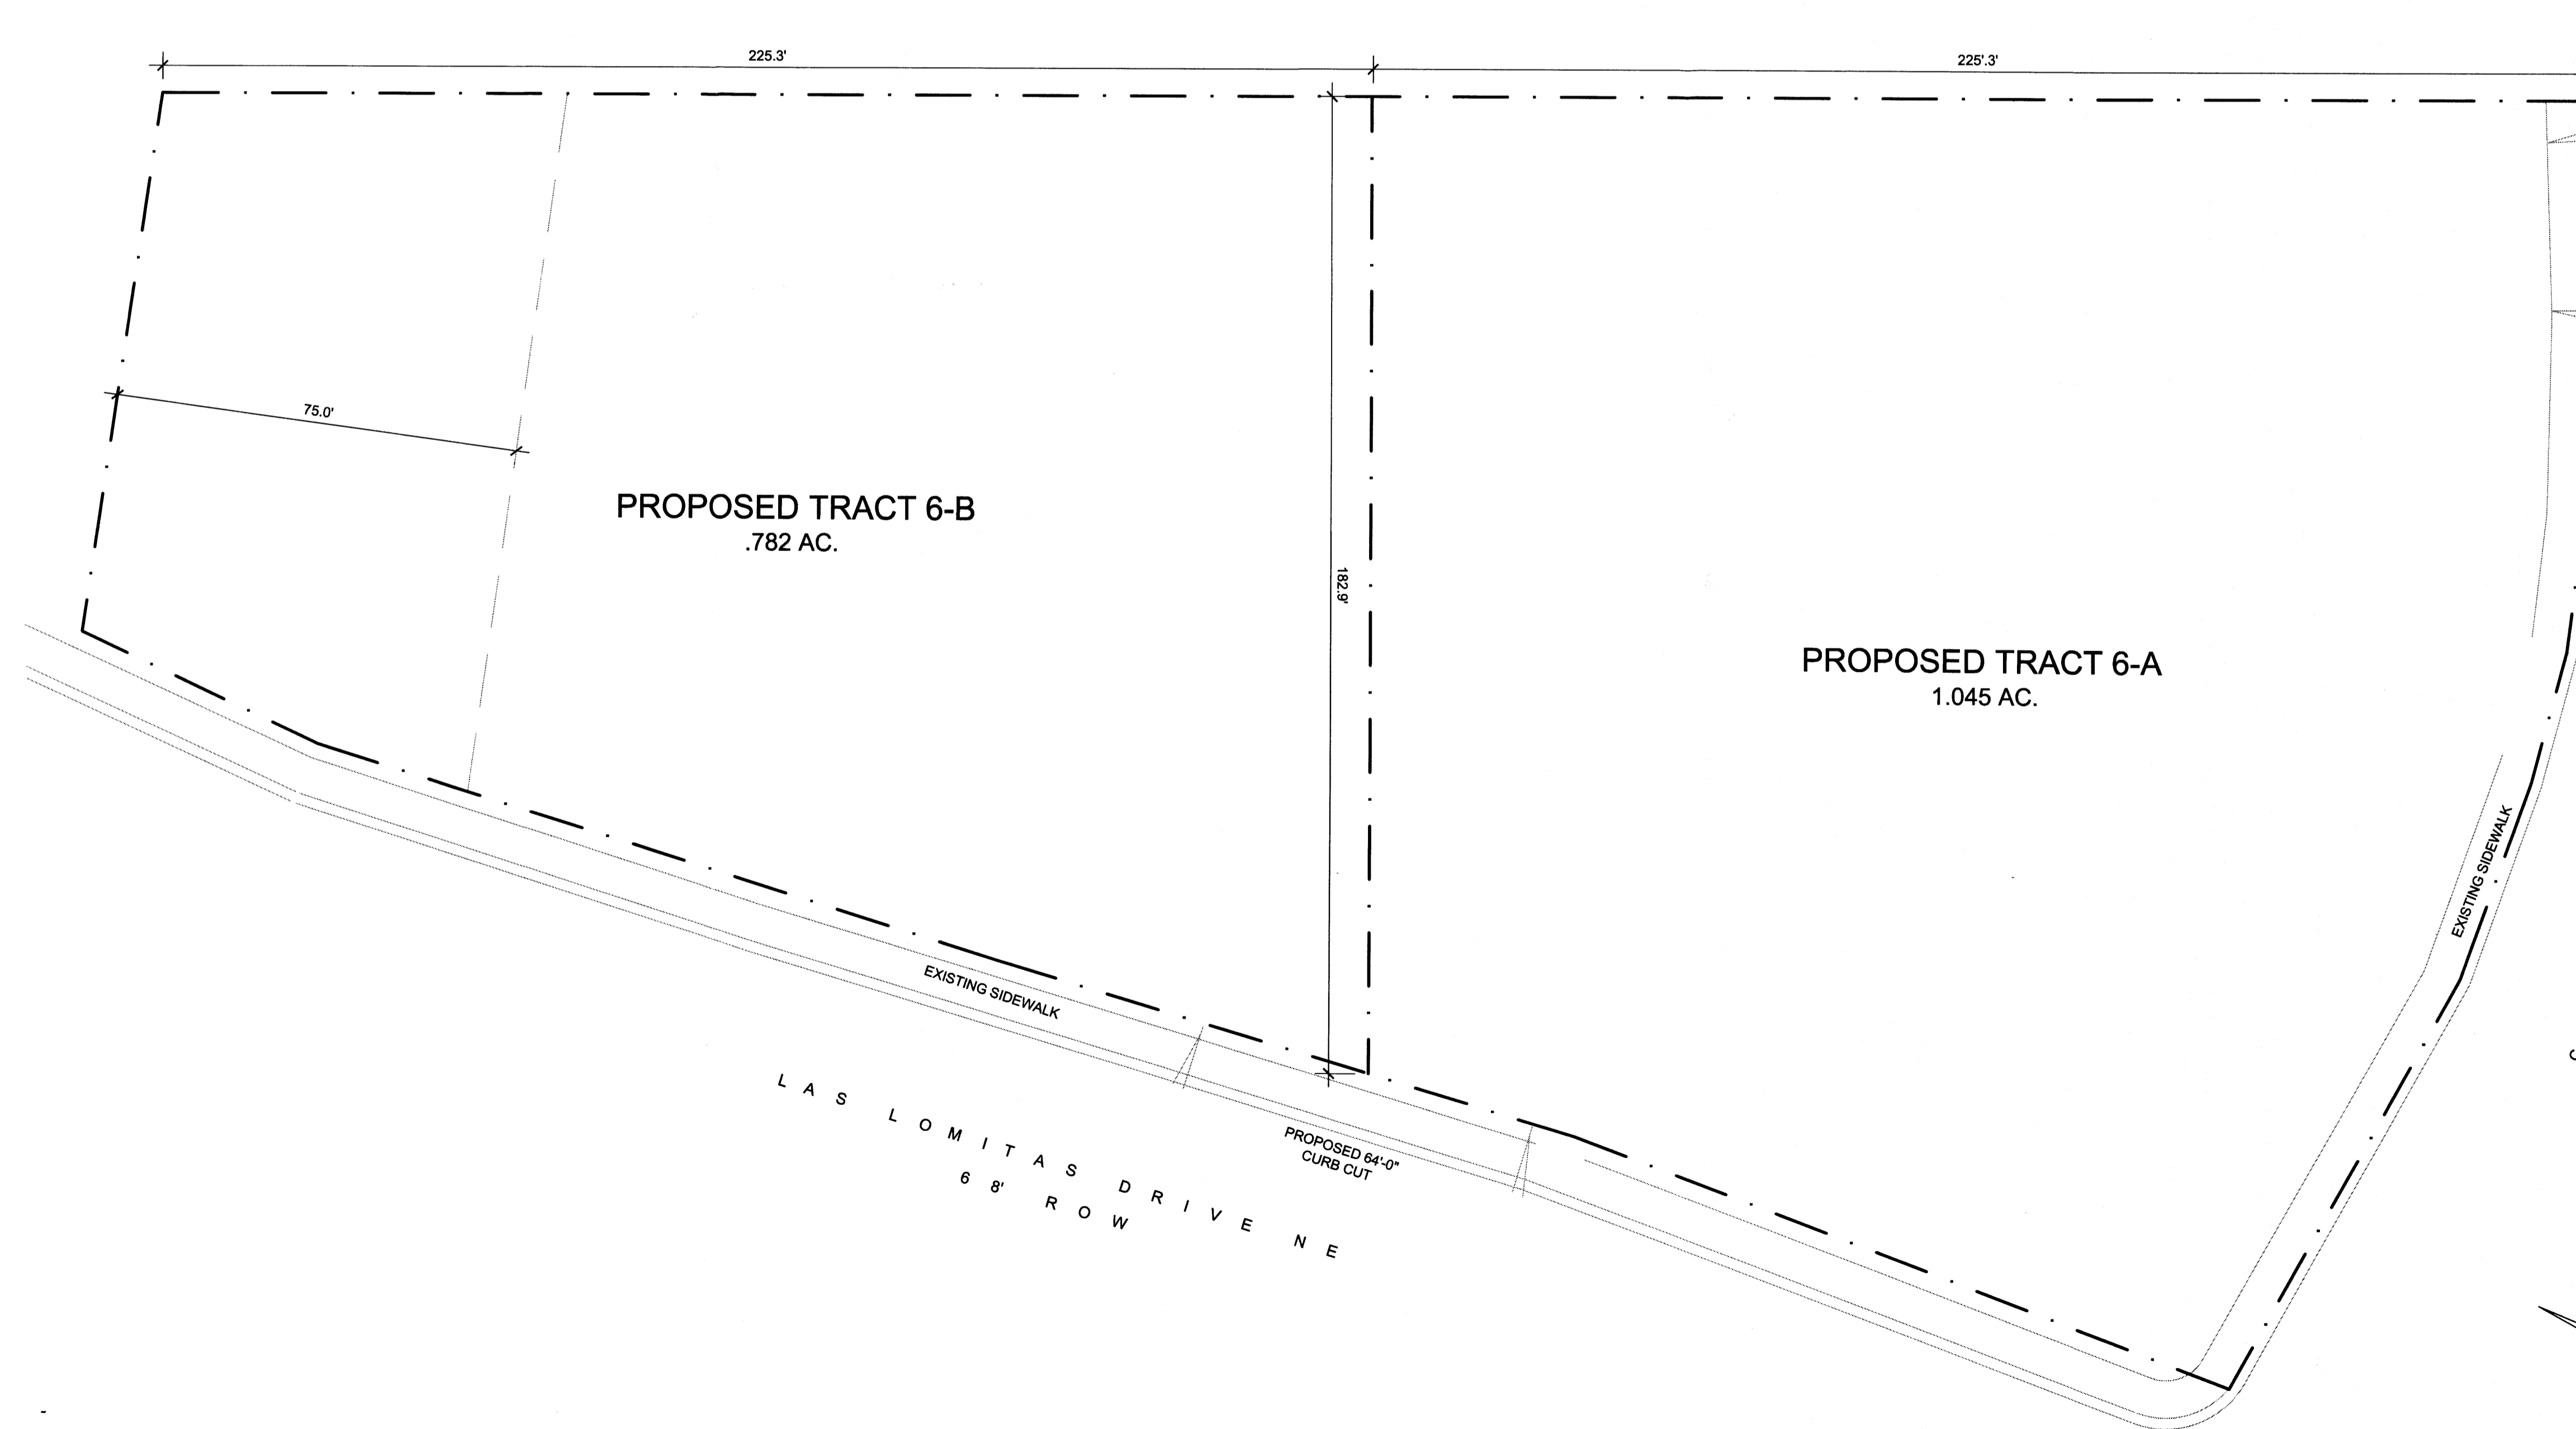 225.3'
225'.3'
75.0'
PROPOSED TRACT 6-B
.782 AC.
182.9'
PROPOSED TRACT 6-A
1.045 AC.
EXISTING SIDEWALK
EXISTING SIDEWALK
LAS LOMITAS DRIVE NE
68' ROW
PROPOSED 64'-0"
CURB CUT